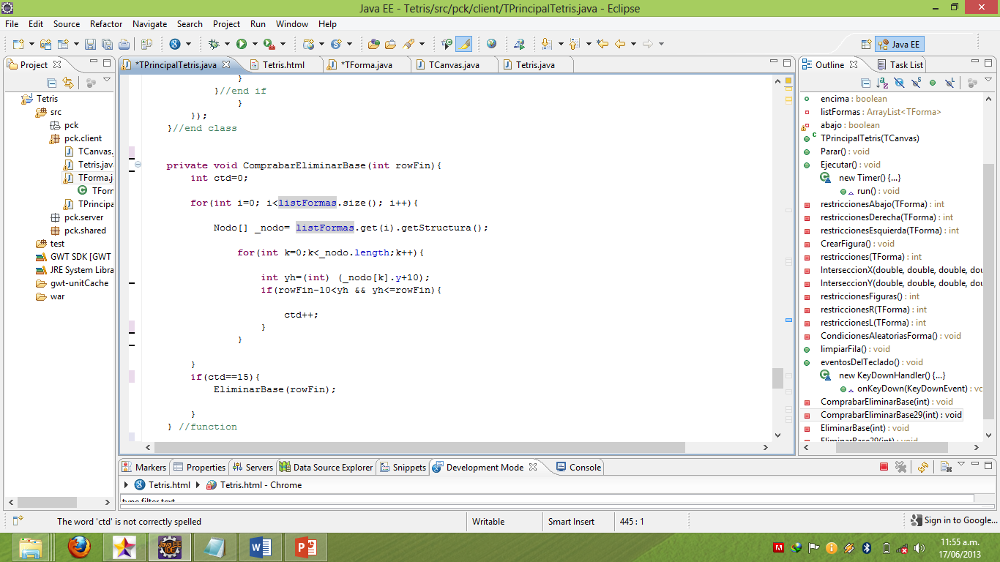 Java EE - Tetris/src/pck/client/TPrincipalTetris.java - Eclipse
File Edit Source Refactor Navigate Search Project Run Window Help
Java EE
Project
*TPrincipalTetris.java
Tetris.html
*TForma.java
TCanvas.java
Tetris.java
Outline
Task List
Tetris
src
pck
pck.client
TCanvas.
Tetris.jav
TForma.j
TForr
TPrincipa
pck.server
pck.shared
test
GWT SDK [GWT
JRE System Libra
gwt-unitCache
war
}
}//end if
}
});
}//end class
private void ComprabarEliminarBase(int rowFin){
int ctd=0;
for(int i=0; i<listFormas.size(); i++){
Nodo[] _nodo= listFormas.get(i).getStructura();
for(int k=0;k<_nodo.length;k++){
int yh=(int) (_nodo[k].y+10);
if(rowFin-10<yh && yh<=rowFin){
ctd++;
}
}
}
if(ctd==15){
EliminarBase(rowFin);
}
} //function
encima : boolean
listFormas : ArrayList<TForma>
abajo : boolean
TPrincipalTetris(TCanvas)
Parar() : void
Ejecutar() : void
new Timer() {...}
run() : void
restriccionesAbajo(TForma) : int
restriccionesDerecha(TForma) : int
restriccionesEsquierda(TForma) : int
CrearFigura() : void
restricciones(TForma) : int
InterseccionX(double, double, double, dou
InterseccionY(double, double, double, dou
restriccionesFiguras() : int
restriccionesR(TForma) : int
restriccionesL(TForma) : int
CondicionesAleatoriasForma() : void
limpiarFila() : void
eventosDelTeclado() : void
new KeyDownHandler() {...}
onKeyDown(KeyDownEvent) : vo
ComprabarEliminarBase(int) : void
ComprabarEliminarBase29(int) : void
EliminarBase(int) : void
EliminarBase29(int) : void
Markers
Properties
Servers
Data Source Explorer
Snippets
Development Mode
Console
Tetris.html
Tetris.html - Chrome
type filter text
The word 'ctd' is not correctly spelled
Writable
Smart Insert
445 : 1
Sign in to Google...
Java EE
IDE
11:55 a.m.
17/06/2013